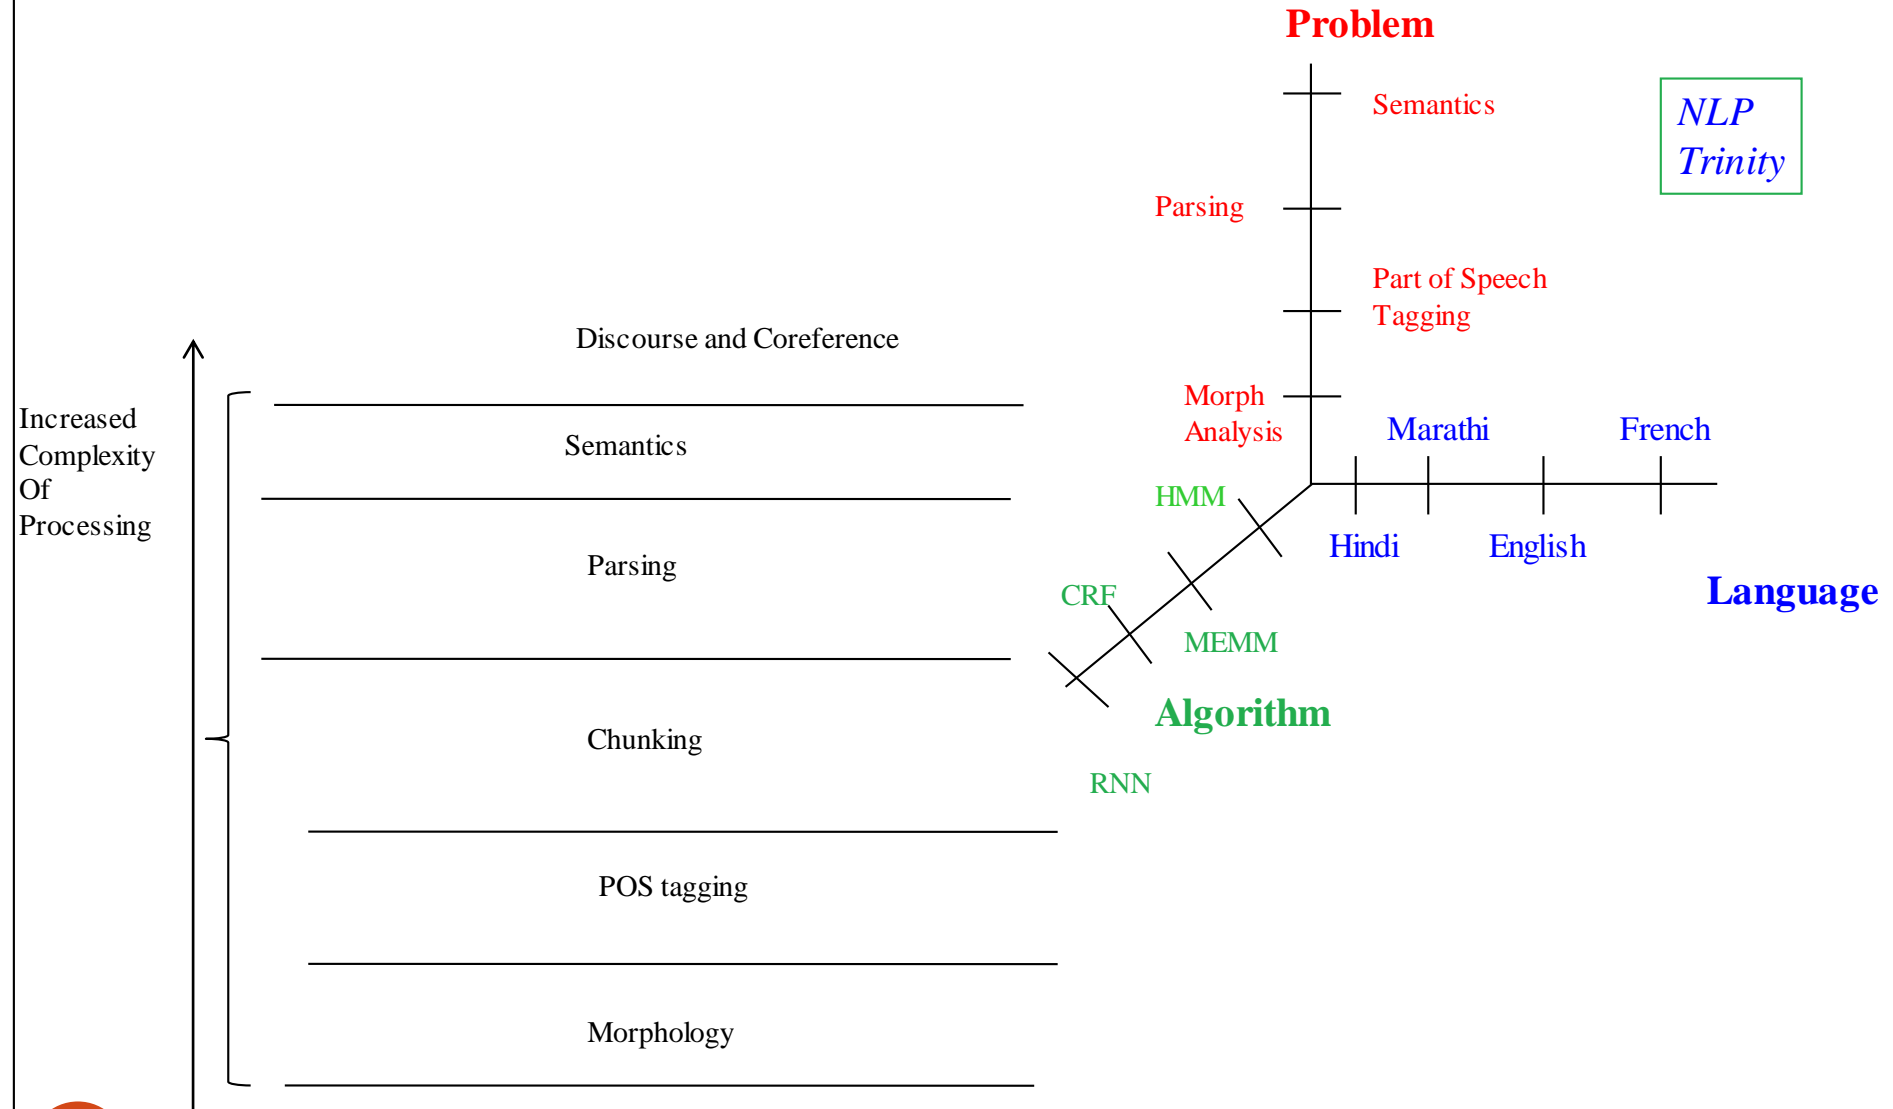 Problem
Semantics
NLP
Trinity
Parsing
Part of Speech
Tagging
Discourse and Coreference
Morph
Analysis
Increased
Complexity
Of
Processing
Semantics
Marathi
French
HMM
Hindi
English
Parsing
CRF
Language
MEMM
Algorithm
Chunking
RNN
POS tagging
Morphology